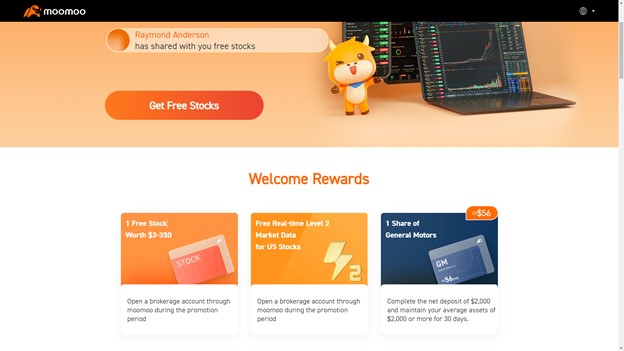 moomoo
Raymond Anderson
has shared with you free stocks
Get Free Stocks
Welcome Rewards
1 Free Stock
Worth $3-350
STOCK
Open a brokerage account through
moomoo during the promotion
period
Free Real-time Level 2
Market Data
for US Stocks
2
Open a brokerage account through
moomoo during the promotion
period
≈$56
1 Share of
General Motors
GM
≈56
Complete the net deposit of $2,000
and maintain your average assets of
$2,000 or more for 30 days.